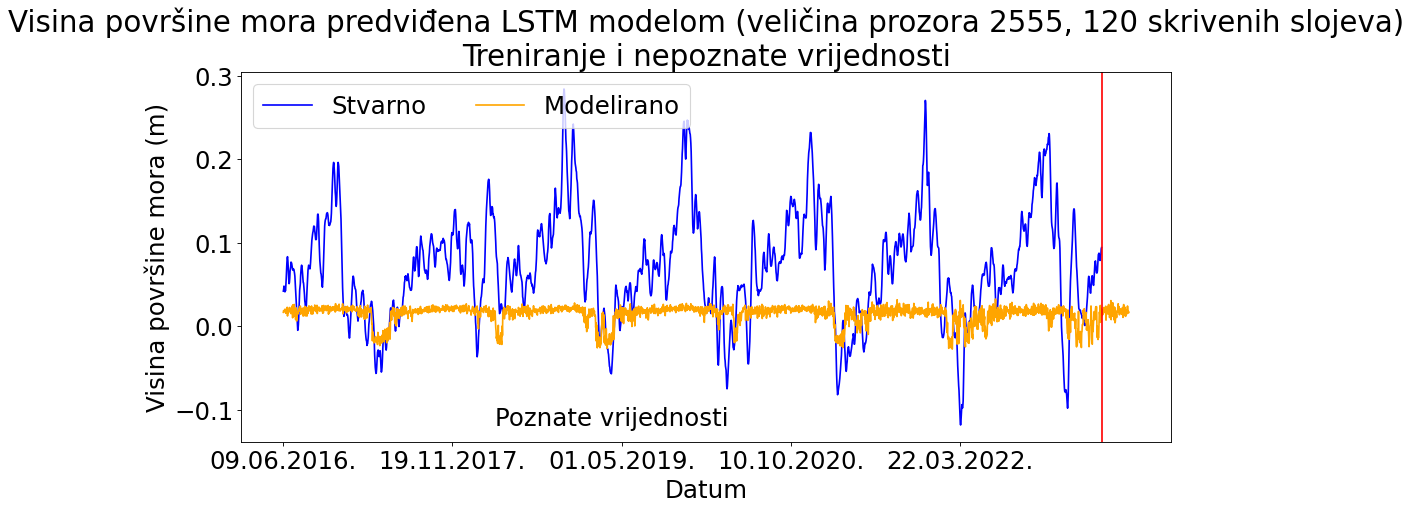 Visina površine mora predviđena LSTM modelom (veličina prozora 2555, 120 skrivenih slojeva)
Treniranje i nepoznate vrijednosti
Stvarno
Modelirano
Visina površine mora (m)
0.3
0.2
0.1
0.0
−0.1
Poznate vrijednosti
09.06.2016.
19.11.2017.
01.05.2019.
10.10.2020.
22.03.2022.
Datum